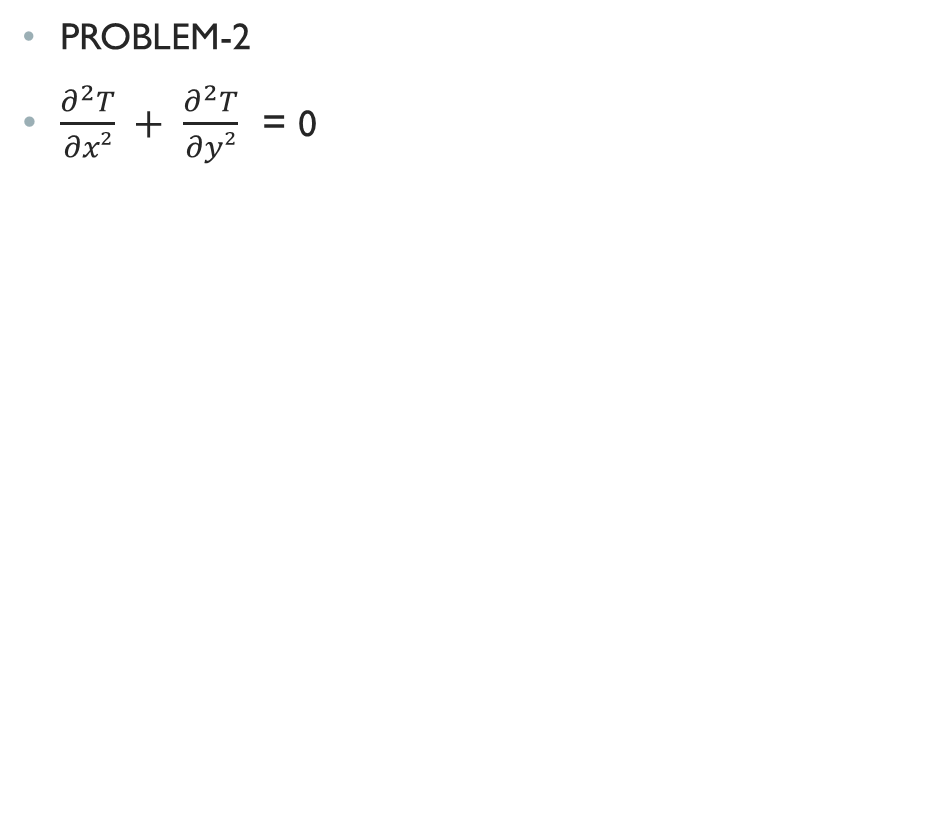 • PROBLEM-2
• ∂²T/∂x² + ∂²T/∂y² = 0